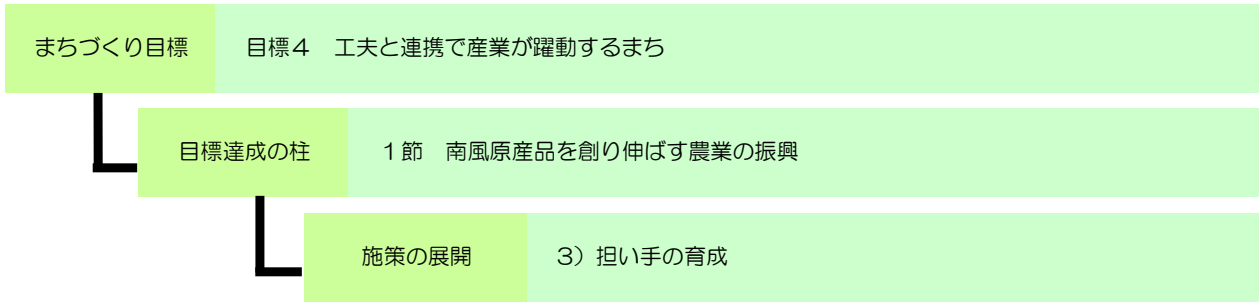 まちづくり目標　目標４　工夫と連携で産業が躍動するまち
目標達成の柱　１節　南風原産品を創り伸ばす農業の振興
施策の展開　３）担い手の育成